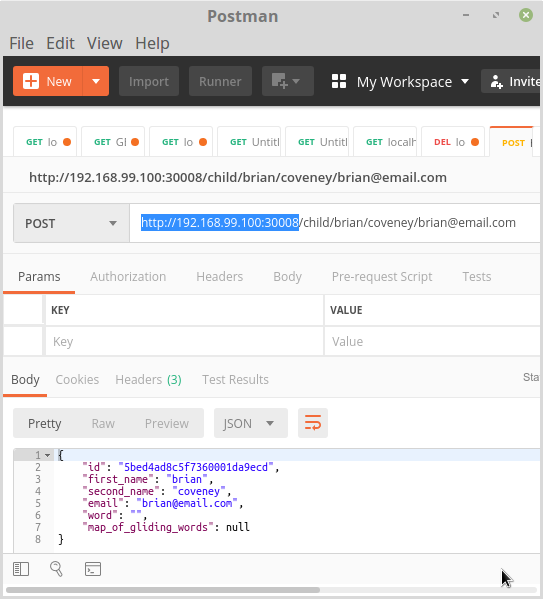 Postman
File Edit View Help
New Import Runner My Workspace Invite
GET lo GET GI GET lo GET Untitl GET Untitl GET localh DEL lo POST
http://192.168.99.100:30008/child/brian/coveney/brian@email.com
POST http://192.168.99.100:30008/child/brian/coveney/brian@email.com
Params Authorization Headers Body Pre-request Script Tests
KEY VALUE
Key Value
Body Cookies Headers (3) Test Results Sta
Pretty Raw Preview JSON
1 {
2 "id": "5bed4ad8c5f7360001da9ecd",
3 "first_name": "brian",
4 "second_name": "coveney",
5 "email": "brian@email.com",
6 "word": "",
7 "map_of_gliding_words": null
8 }